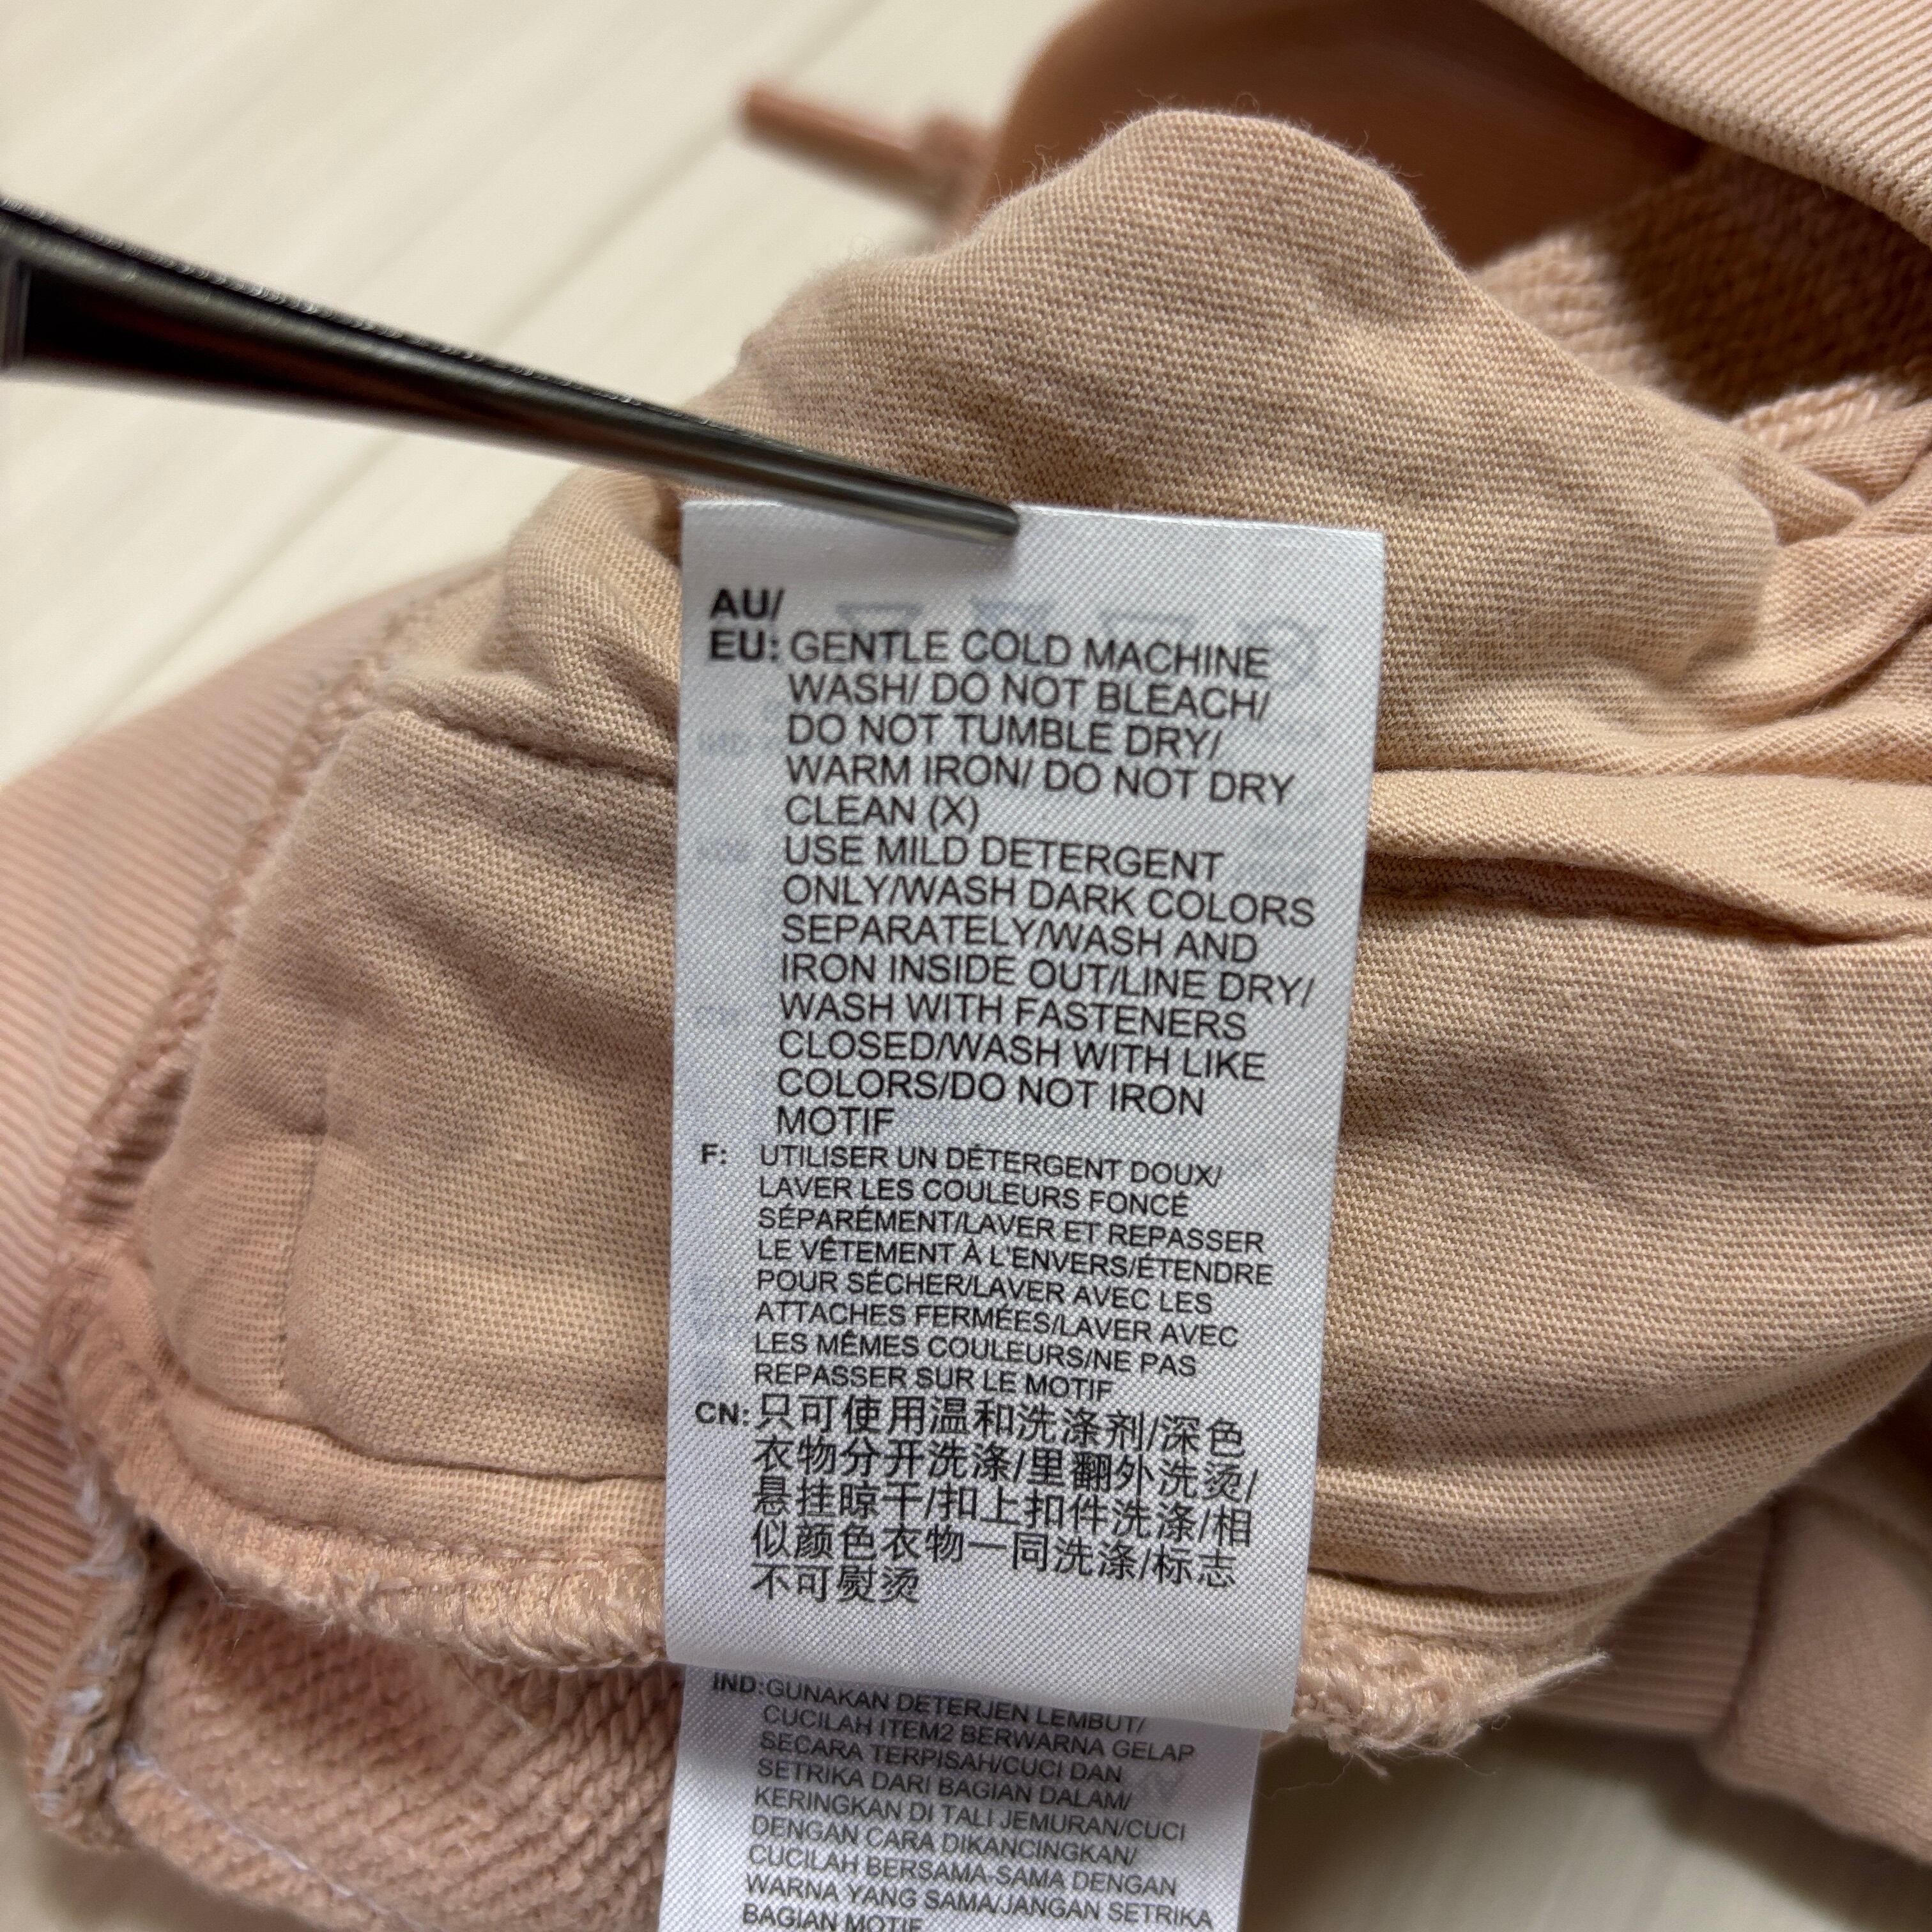 AU/
EU: GENTLE COLD MACHINE
WASH/ DO NOT BLEACH/
DO NOT TUMBLE DRY/
WARM IRON/ DO NOT DRY
CLEAN (X)
USE MILD DETERGENT
ONLY/WASH DARK COLORS
SEPARATELY/WASH AND
IRON INSIDE OUT/LINE DRY/
WASH WITH FASTENERS
CLOSED/WASH WITH LIKE
COLORS/DO NOT IRON
MOTIF
F: UTILISER UN DÉTERGENT DOUX/
LAVER LES COULEURS FONCÉ
SÉPARÉMENT/LAVER ET REPASSER
LE VÊTEMENT À L'ENVERS/ÉTENDRE
POUR SÉCHER/LAVER AVEC LES
ATTACHES FERMÉES/LAVER AVEC
LES MÊMES COULEURS/NE PAS
REPASSER SUR LE MOTIF
CN: 只可使用温和洗涤剂/深色
衣物分开洗涤/里翻外洗烫/
悬挂晾干/扣上扣件洗涤/相
似颜色衣物一同洗涤/标志
不可熨烫
IND:GUNAKAN DETERJEN LEMBUT/
CUCILAH ITEM2 BERWARNA GELAP
SECARA TERPISAH/CUCI DAN
SETRIKA DARI BAGIAN DALAM/
KERINGKAN DI TALI JEMURAN/CUCI
DENGAN CARA DIKANCINGKAN/
CUCILAH BERSAMA-SAMA DENGAN
WARNA YANG SAMA/JANGAN SETRIKA
BAGIAN MOTIF